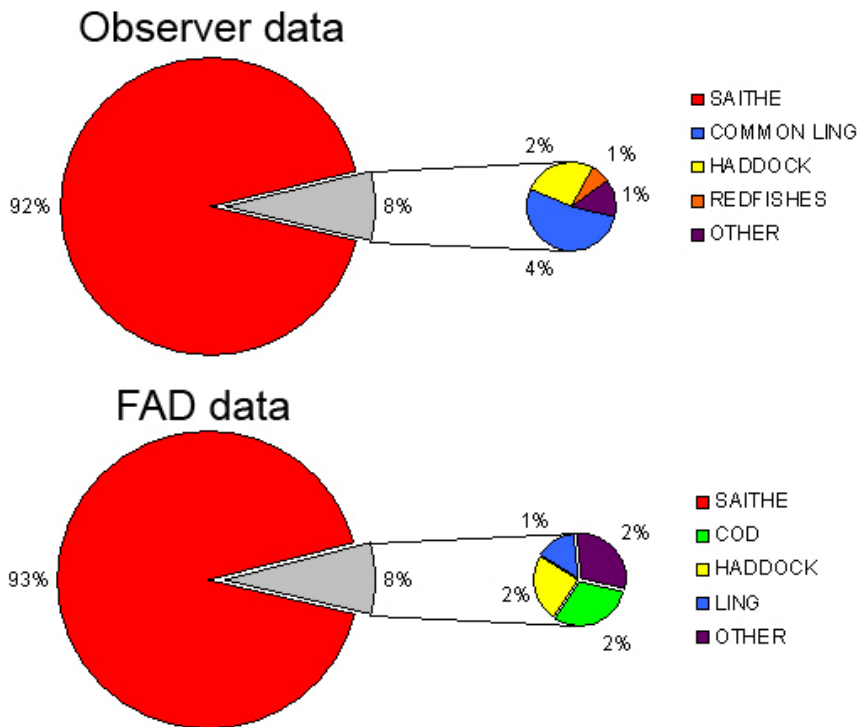 Observer data
92%
8%
2%
1%
1%
4%
SAITHE
COMMON LING
HADDOCK
REDFISHES
OTHER
FAD data
93%
8%
1%
2%
2%
2%
SAITHE
COD
HADDOCK
LING
OTHER